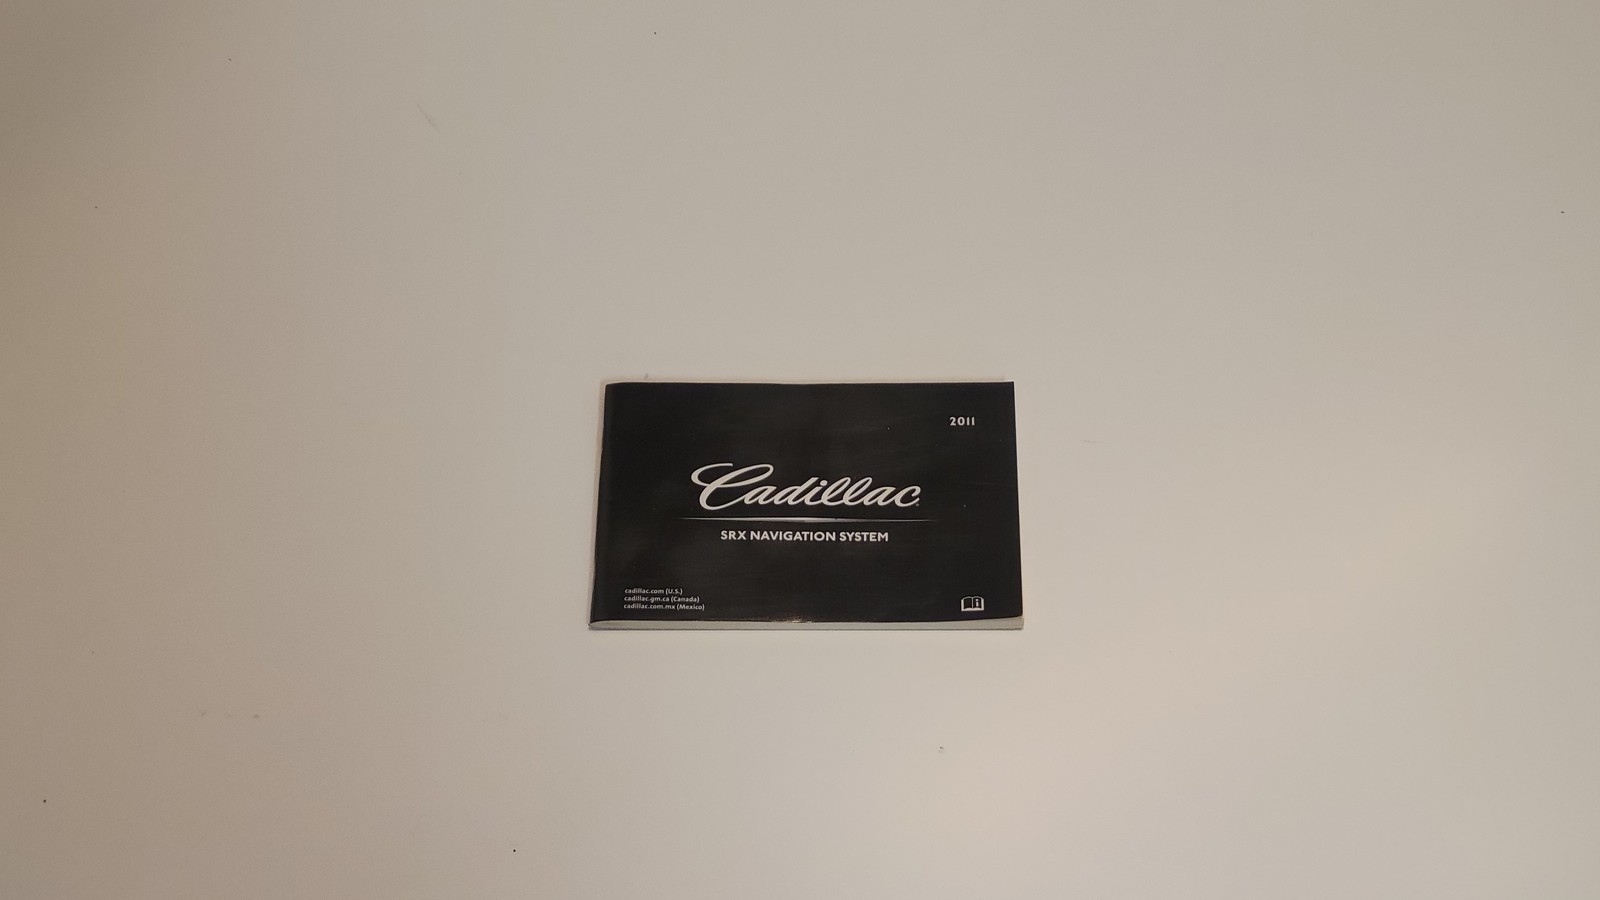 2011
Cadillac
SRX NAVIGATION SYSTEM
cadillac.com (U.S.)
cadillac.gm.ca (Canada)
cadillac.com.mx (Mexico)